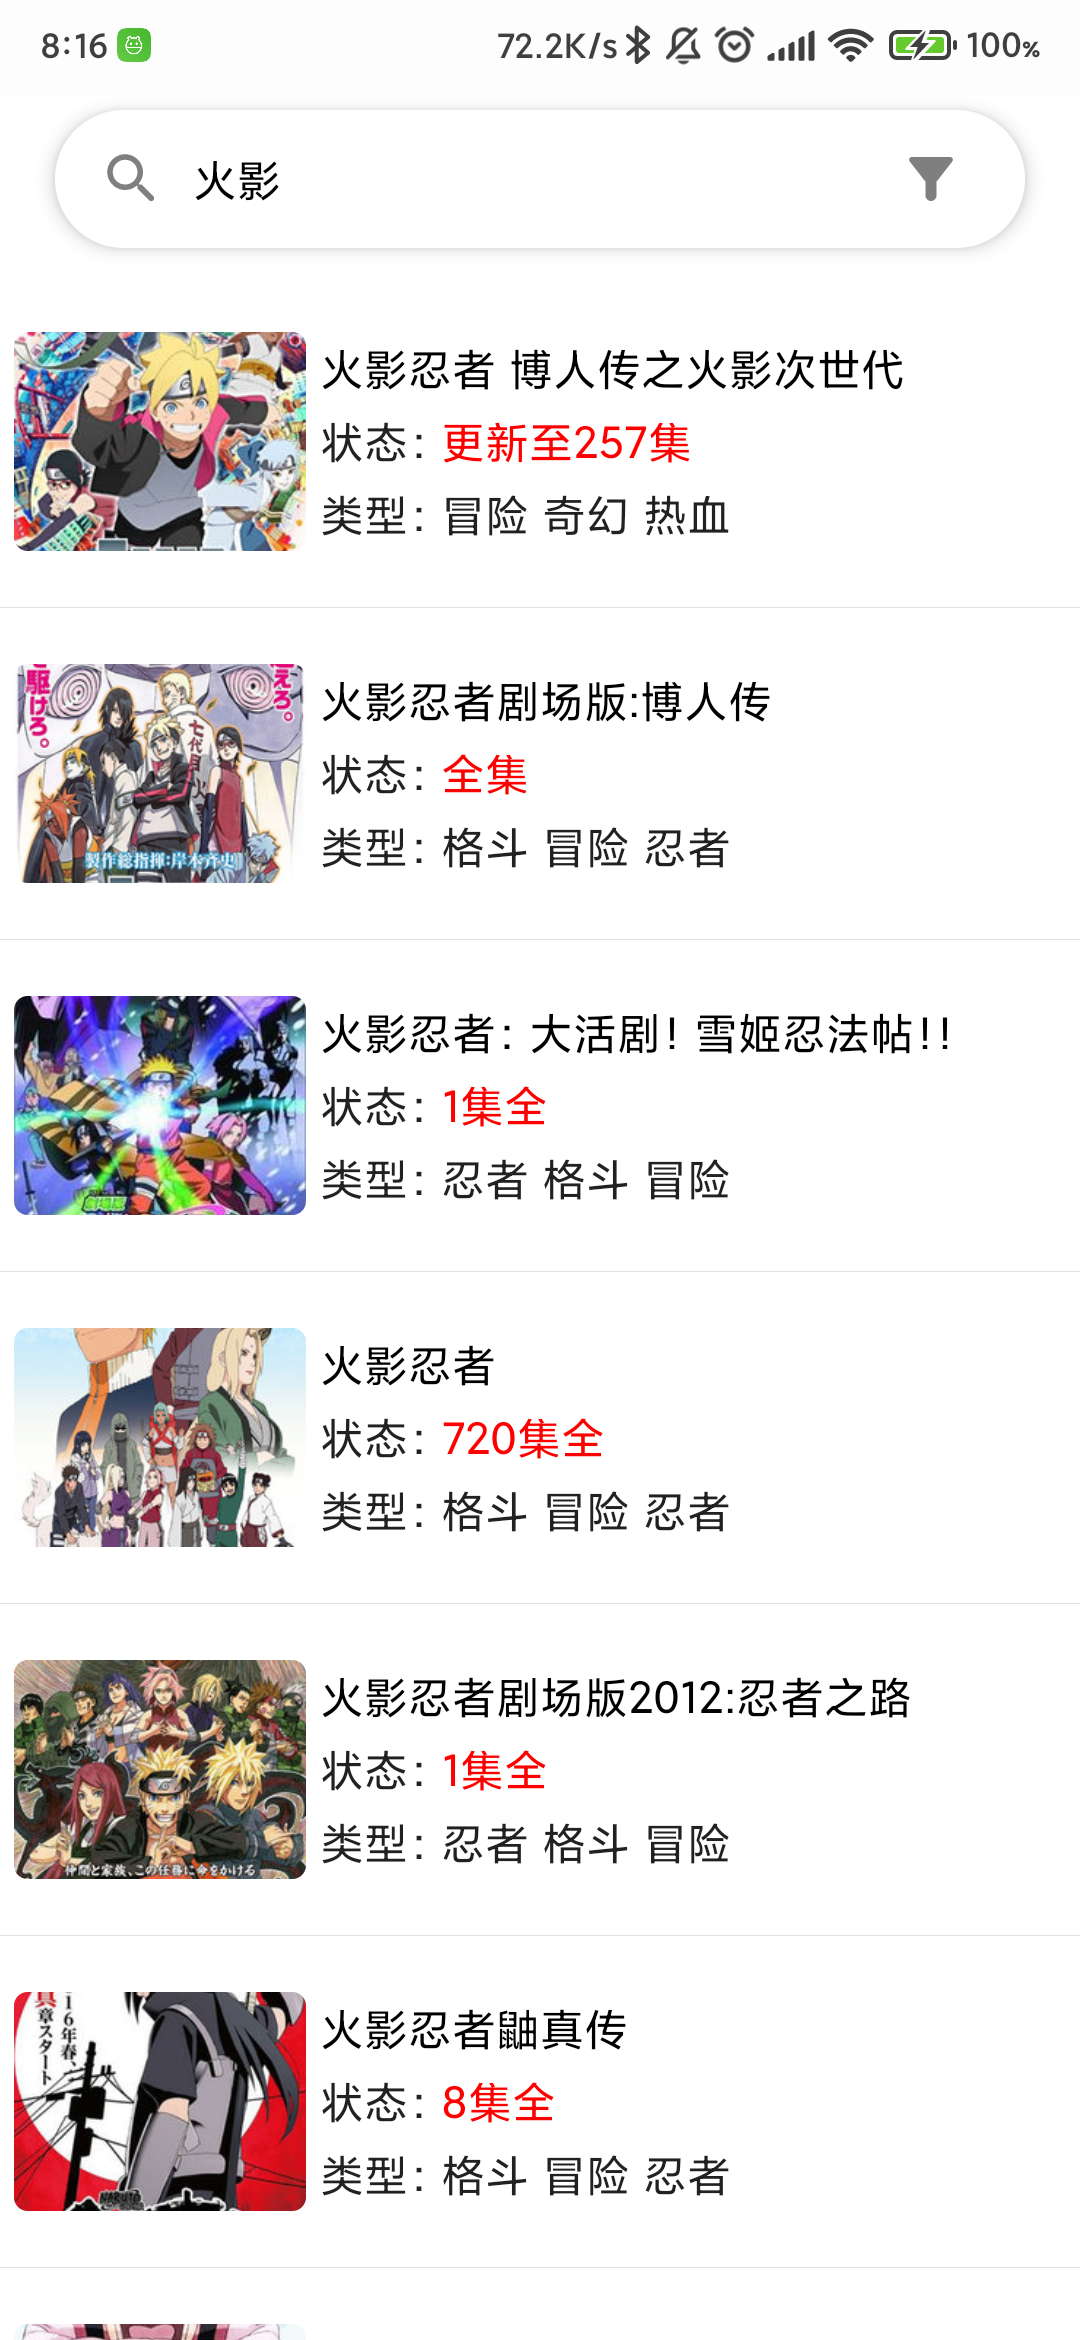 8:16 72.2K/s 100%
火影
火影忍者 博人传之火影次世代
状态: 更新至257集
类型: 冒险 奇幻 热血
駆けろ。
えろ。
七代目火
製作総指揮:岸本斉史
火影忍者剧场版:博人传
状态: 全集
类型: 格斗 冒险 忍者
火影忍者: 大活剧! 雪姬忍法帖!!
状态: 1集全
类型: 忍者 格斗 冒险
火影忍者
状态: 720集全
类型: 格斗 冒险 忍者
仲間と家族、この任務に命をかける
火影忍者剧场版2012:忍者之路
状态: 1集全
类型: 忍者 格斗 冒险
16年春、
真章スタート
NARUTO
火影忍者鼬真传
状态: 8集全
类型: 格斗 冒险 忍者